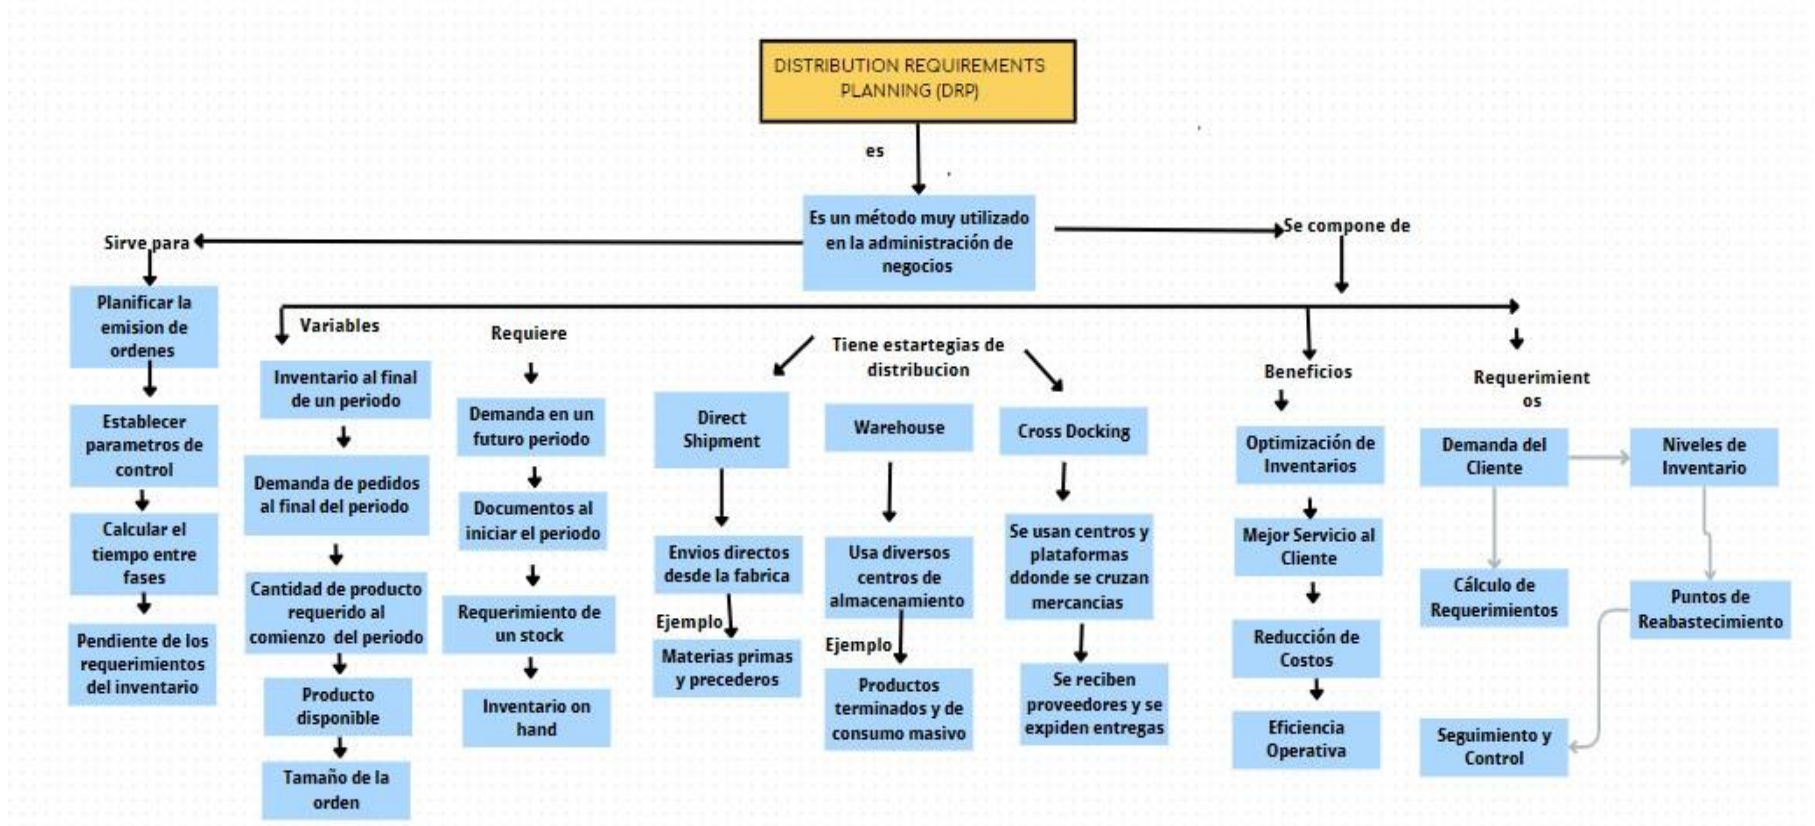 DISTRIBUTION REQUIREMENTS
PLANNING (DRP)
es
Es un método muy utilizado
en la administración de
negocios
Sirve para
Planificar la
emision de
ordenes
Establecer
parametros de
control
Calcular el
tiempo entre
fases
Pendiente de los
requerimientos
del inventario
Se compone de
Variables
Inventario al final
de un periodo
Demanda de pedidos
al final del periodo
Cantidad de producto
requerido al
comienzo del periodo
Producto
disponible
Tamaño de la
orden
Requiere
Demanda en un
futuro periodo
Documentos al
iniciar el periodo
Requerimiento de
un stock
Inventario on
hand
Tiene estartegias de
distribucion
Direct
Shipment
Envios directos
desde la fabrica
Ejemplo
Materias primas
y precederos
Warehouse
Usa diversos
centros de
almacenamiento
Ejemplo
Productos
terminados y de
consumo masivo
Cross Docking
Se usan centros y
plataformas
ddonde se cruzan
mercancias
Se reciben
proveedores y se
expiden entregas
Beneficios
Optimización de
Inventarios
Mejor Servicio al
Cliente
Reducción de
Costos
Eficiencia
Operativa
Requerimient
os
Demanda del
Cliente
Niveles de
Inventario
Cálculo de
Requerimientos
Puntos de
Reabastecimiento
Seguimiento y
Control